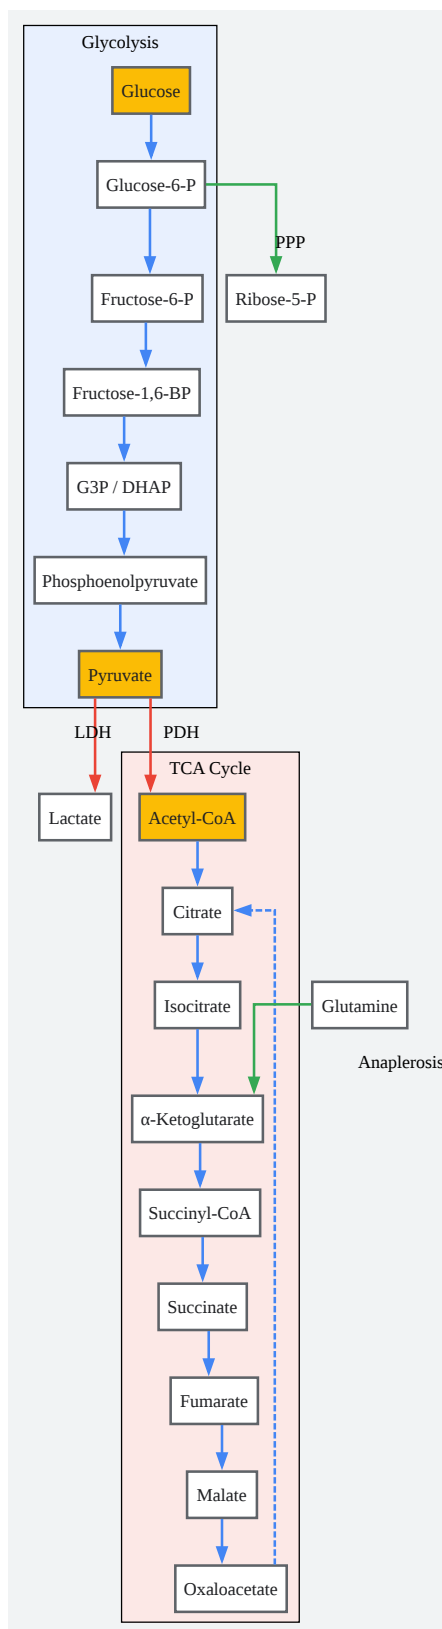 Glycolysis
Glucose
Glucose-6-P
PPP
Fructose-6-P
Ribose-5-P
Fructose-1,6-BP
G3P / DHAP
Phosphoenolpyruvate
Pyruvate
LDH
PDH
TCA Cycle
Lactate
Acetyl-CoA
Citrate
Isocitrate
Glutamine
Anaplerosis
α-Ketoglutarate
Succinyl-CoA
Succinate
Fumarate
Malate
Oxaloacetate